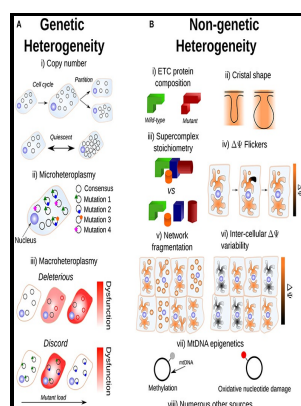 A
Genetic
Heterogeneity
i) Copy number
Cell cycle
Partition
Quiescent
ii) Microheteroplasmy
Consensus
Mutation 1
Mutation 2
Mutation 3
Mutation 4
Nucleus
iii) Macroheteroplasmy
Deleterious
Dysfunction
Discord
Dysfunction
Mutant load
B
Non-genetic
Heterogeneity
i) ETC protein
composition
Wild-type
Mutant
ii) Cristal shape
iii) Supercomplex
stoichiometry
VS
iv) ΔΨ Flickers
ΔΨ
v) Network
fragmentation
vi) Inter-cellular ΔΨ
variability
ΔΨ
vii) MtDNA epigenetics
mtDNA
Methylation
Oxidative nucleotide damage
viii) Numerous other sources